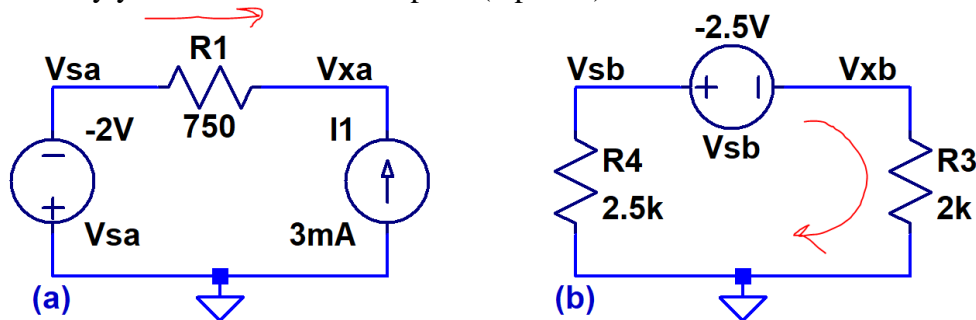 R1
Vsa
Vxa
-2V
750
I1
Vsa
3mA
(a)
-2.5V
Vsb
Vxb
Vsb
R4
R3
2.5k
2k
(b)